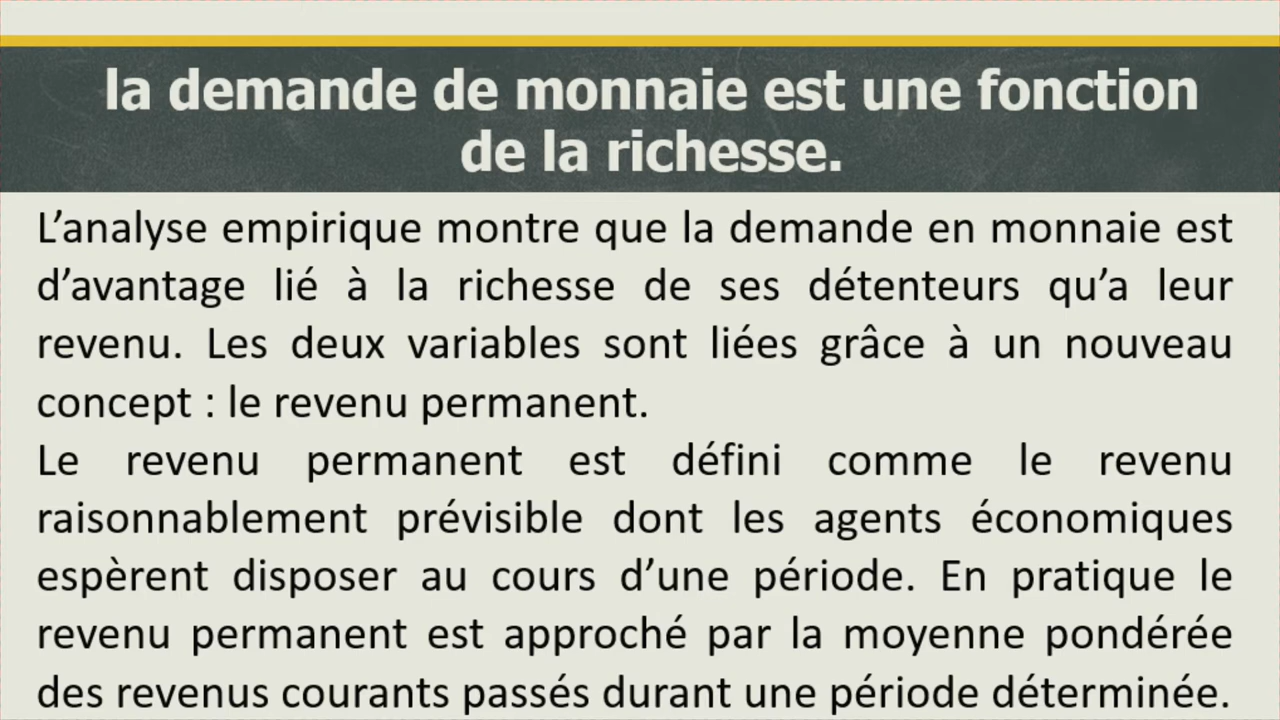 la demande de monnaie est une fonction
de la richesse.
L’analyse empirique montre que la demande en monnaie est
d’avantage lié à la richesse de ses détenteurs qu’a leur
revenu. Les deux variables sont liées grâce à un nouveau
concept : le revenu permanent.
Le revenu permanent est défini comme le revenu
raisonnablement prévisible dont les agents économiques
espèrent disposer au cours d’une période. En pratique le
revenu permanent est approché par la moyenne pondérée
des revenus courants passés durant une période déterminée.